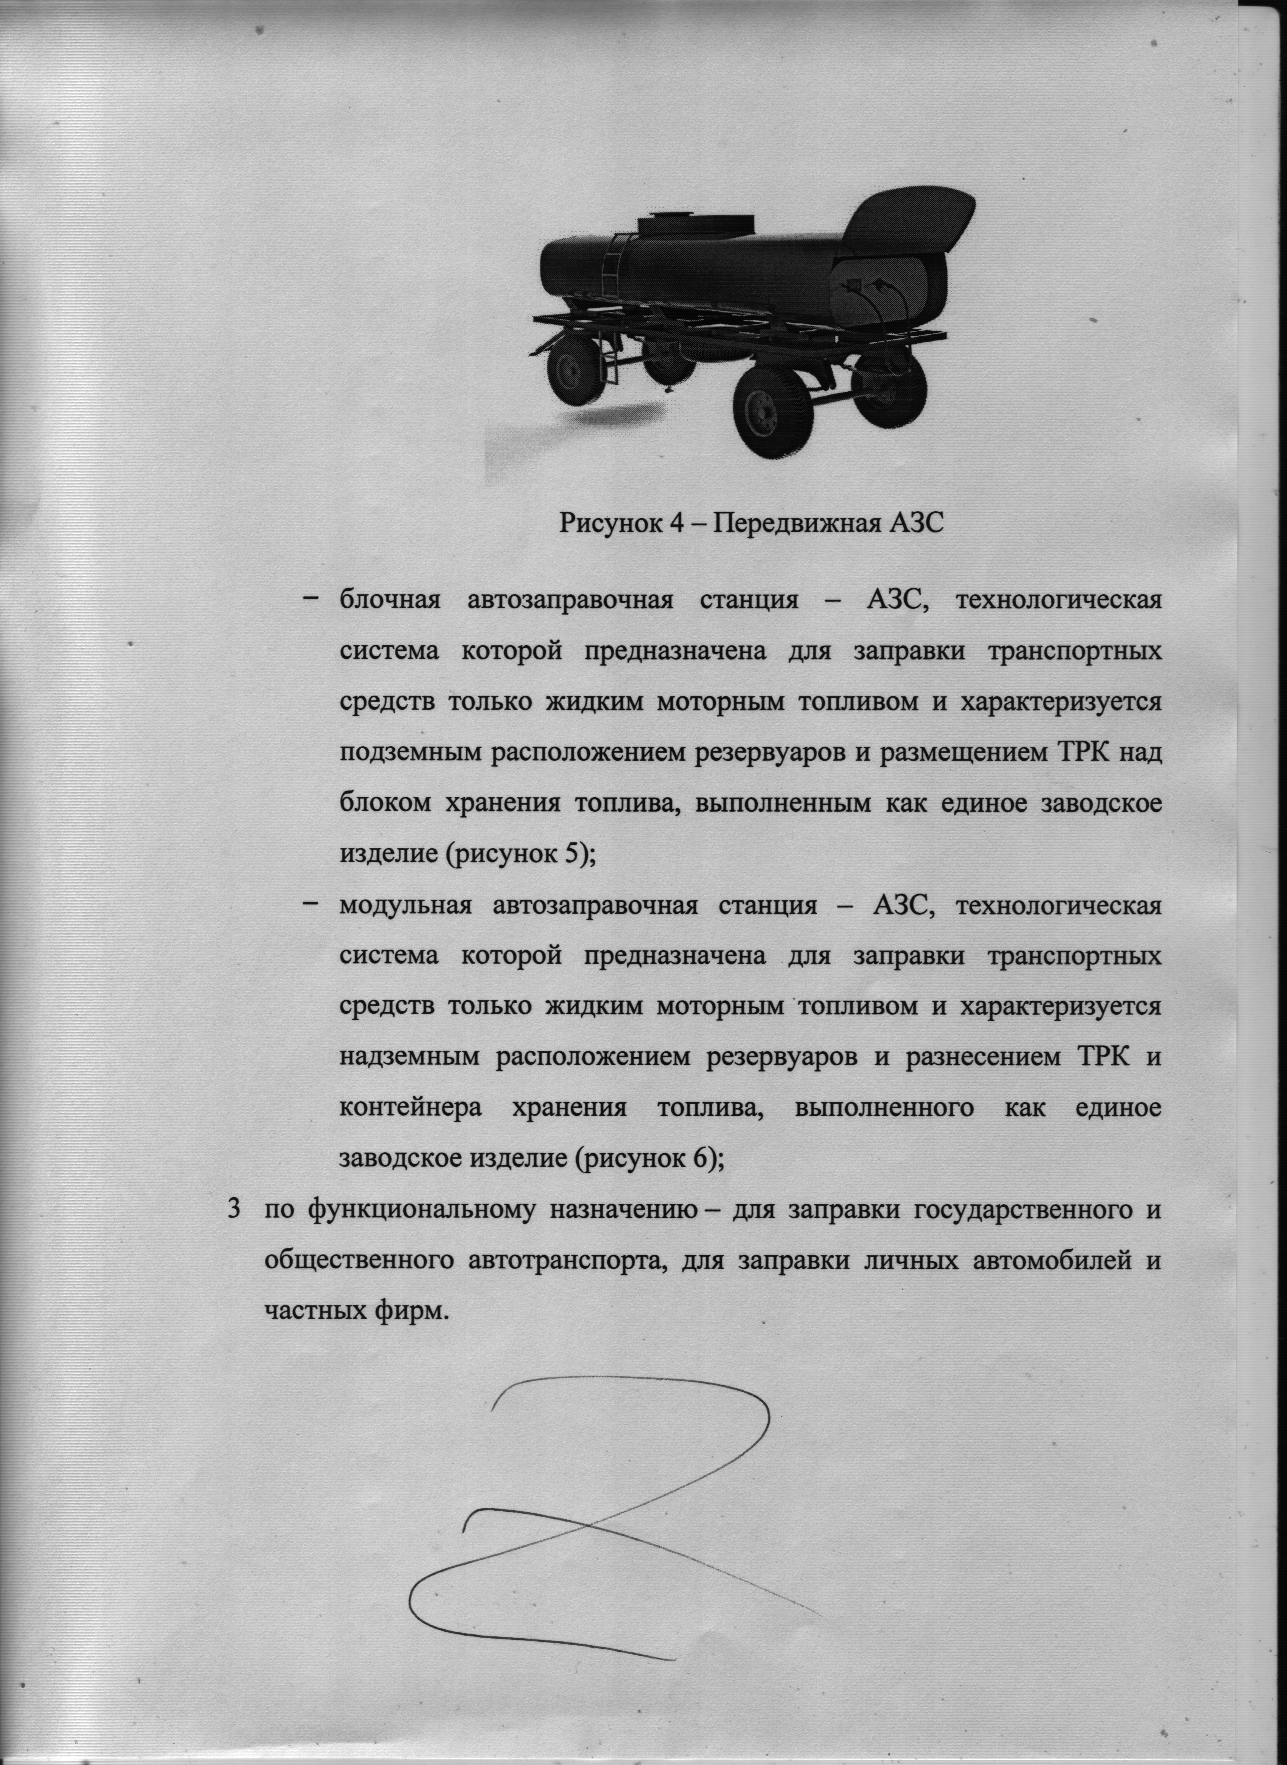 Рисунок 4 – Передвижная АЗС
– блочная автозаправочная станция – АЗС, технологическая
система которой предназначена для заправки транспортных
средств только жидким моторным топливом и характеризуется
подземным расположением резервуаров и размещением ТРК над
блоком хранения топлива, выполненным как единое заводское
изделие (рисунок 5);
– модульная автозаправочная станция – АЗС, технологическая
система которой предназначена для заправки транспортных
средств только жидким моторным топливом и характеризуется
надземным расположением резервуаров и разнесением ТРК и
контейнера хранения топлива, выполненного как единое
заводское изделие (рисунок 6);
3 по функциональному назначению – для заправки государственного и
общественного автотранспорта, для заправки личных автомобилей и
частных фирм.